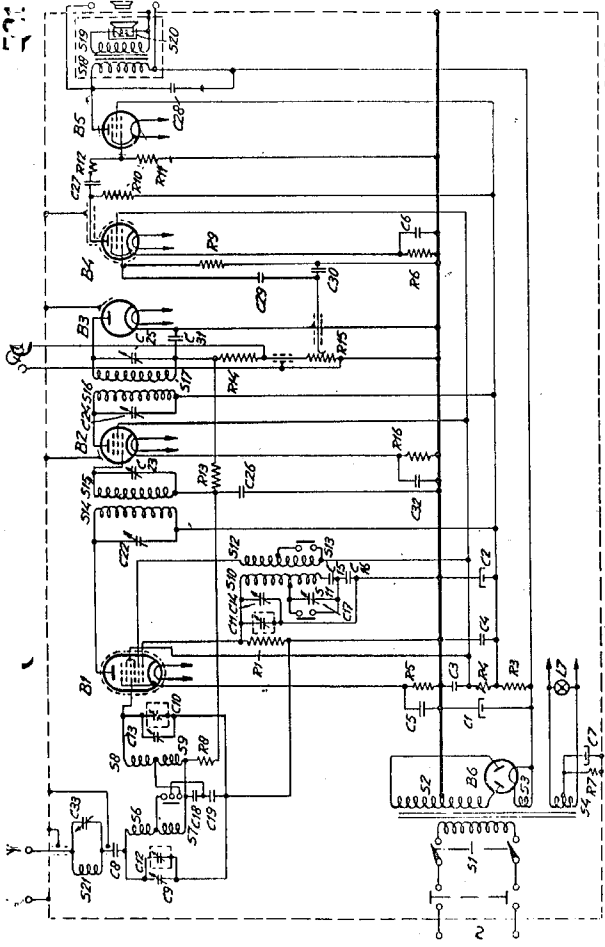 S19
S20
S18
C28
B5
R12
R11
R10
C27
B4
R9
C6
R6
C29
C30
B3
C25
C31
R15
R14
S17
S16
C24
B2
C23
R16
C32
R13
C26
S15
S14
C22
S12
S13
S10
C15
C16
S11
C17
C14
C11
R1
C2
C4
B1
R5
C3
R4
R3
C5
C1
L7
C10
C13
S9
S8
R8
S2
B6
S3
S4
C7
R7
C33
S6
S7
C18
C19
S21
C8
C12
C9
S1
~